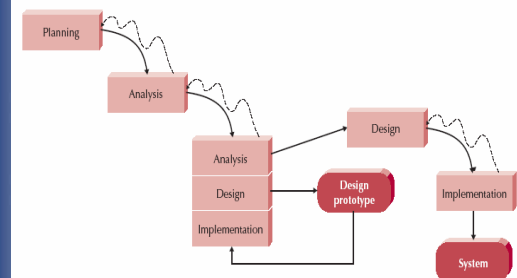 Planning
Analysis
Analysis
Design
Implementation
Design
prototype
Design
Implementation
System